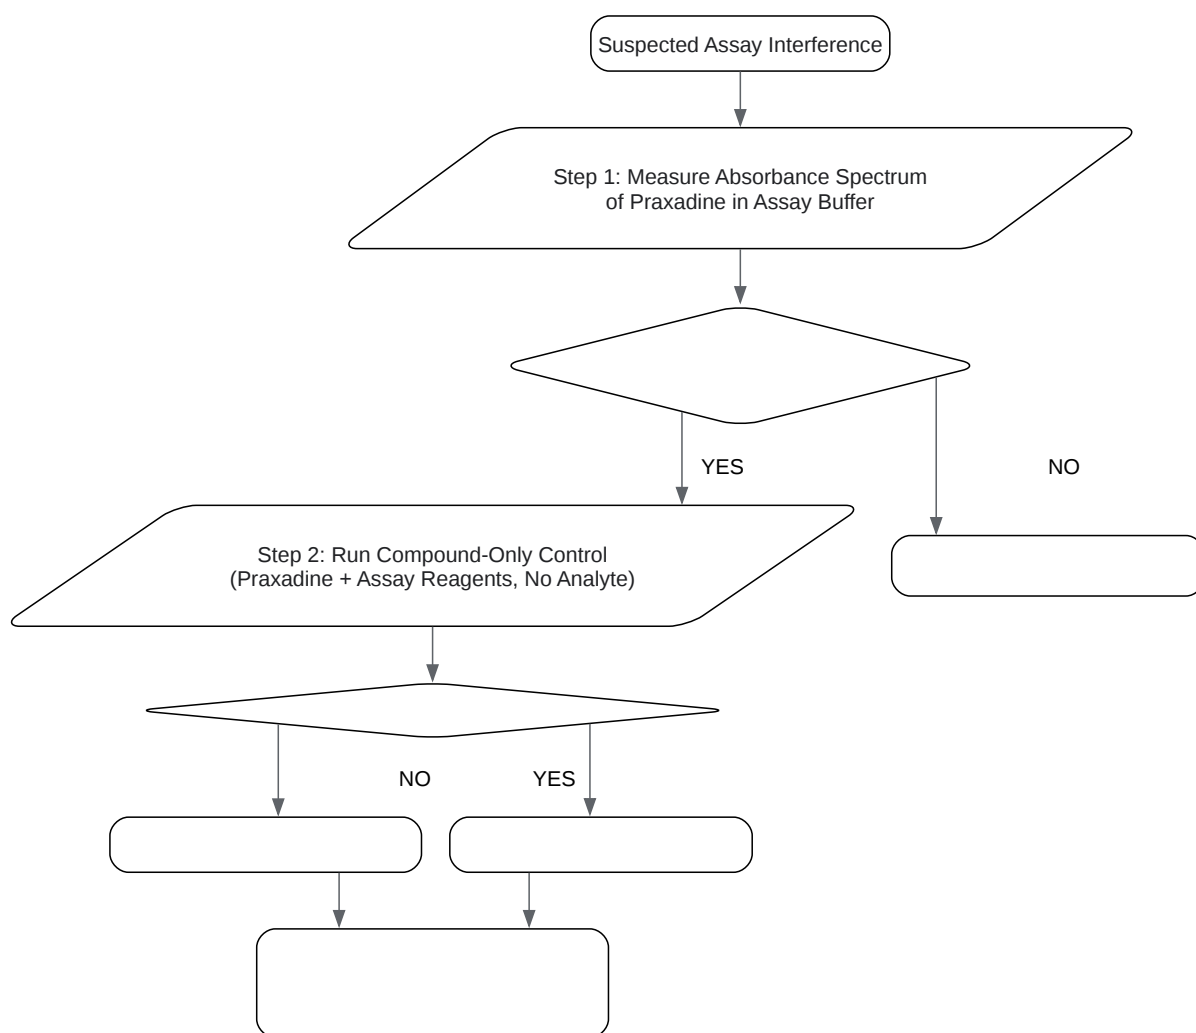 Suspected Assay Interference
Step 1: Measure Absorbance Spectrum
of Praxadine in Assay Buffer
YES
NO
Step 2: Run Compound-Only Control
(Praxadine + Assay Reagents, No Analyte)
NO
YES